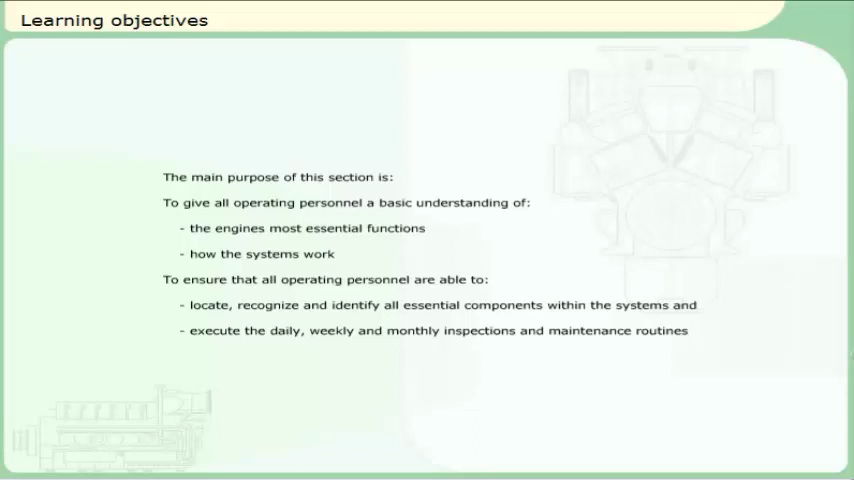 Learning objectives
The main purpose of this section is:
To give all operating personnel a basic understanding of:
- the engines most essential functions
- how the systems work
To ensure that all operating personnel are able to:
- locate, recognize and identify all essential components within the systems and
- execute the daily, weekly and monthly inspections and maintenance routines